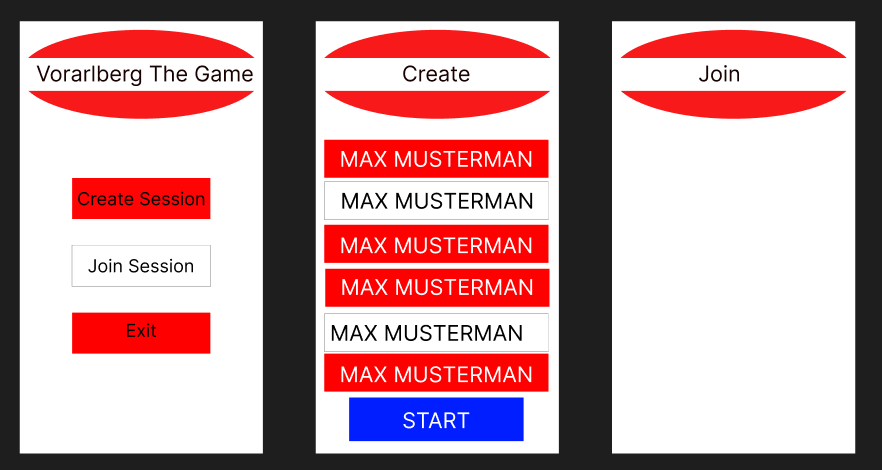 Vorarlberg The Game
Create Session
Join Session
Exit
Create
MAX MUSTERMAN
MAX MUSTERMAN
MAX MUSTERMAN
MAX MUSTERMAN
MAX MUSTERMAN
MAX MUSTERMAN
START
Join